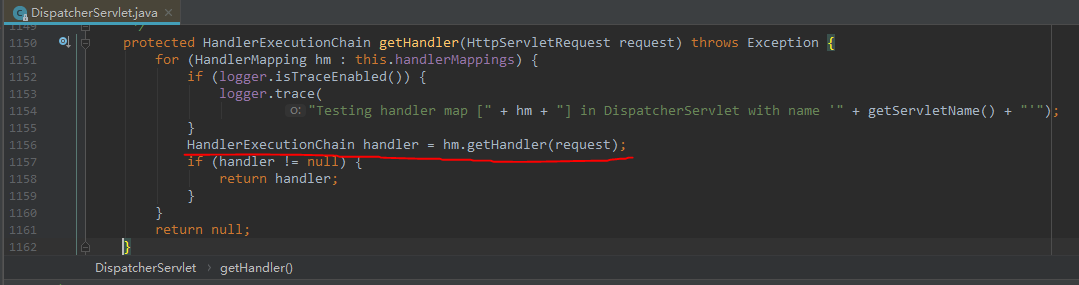 DispatcherServlet.java ×
1149 */
1150 protected HandlerExecutionChain getHandler(HttpServletRequest request) throws Exception {
1151 for (HandlerMapping hm : this.handlerMappings) {
1152 if (logger.isTraceEnabled()) {
1153 logger.trace(
1154 o: "Testing handler map [" + hm + "] in DispatcherServlet with name '" + getServletName() + "'");
1155 }
1156 HandlerExecutionChain handler = hm.getHandler(request);
1157 if (handler != null) {
1158 return handler;
1159 }
1160 }
1161 return null;
1162 }
DispatcherServlet › getHandler()